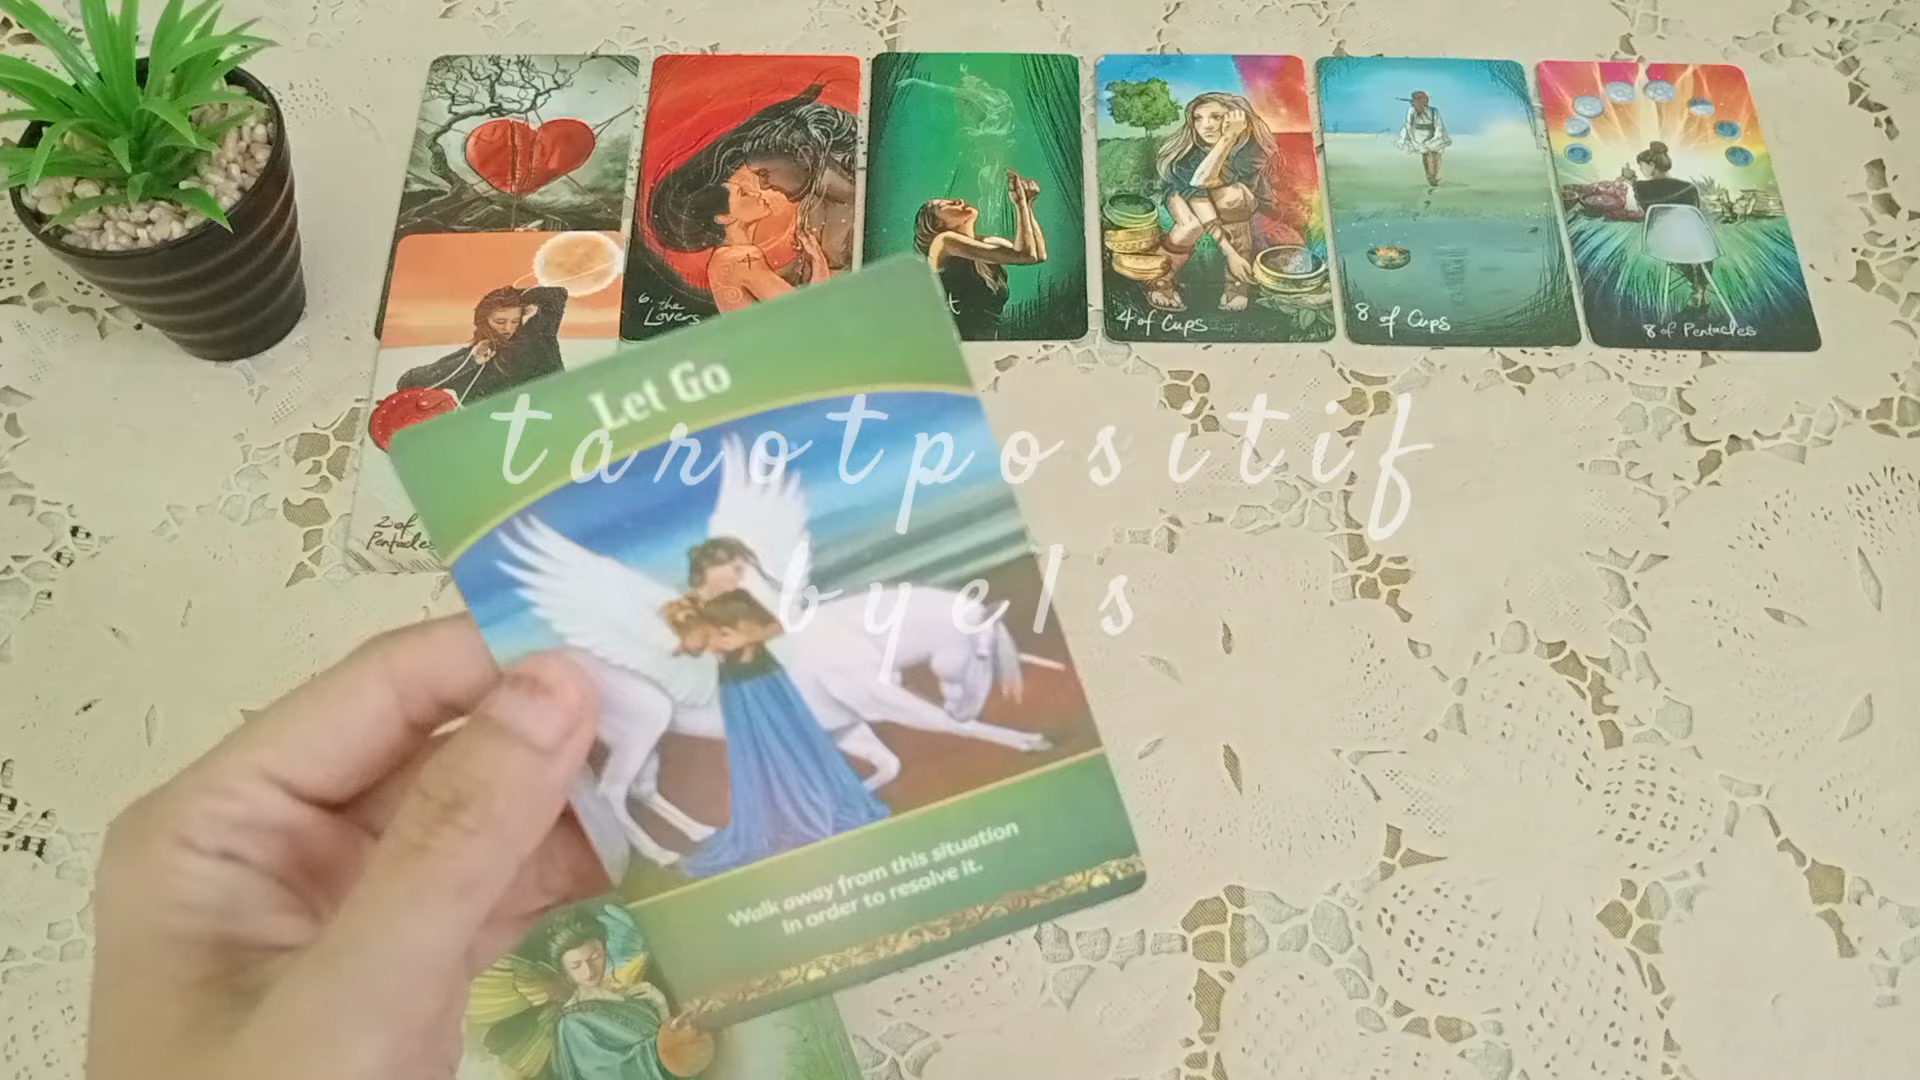 6. the
Lovers
4 of Cups
8 of Cups
8 of Pentacles
2 of
Pentacles
Let Go
tarotpositif
byels
Walk away from this situation
in order to resolve it.